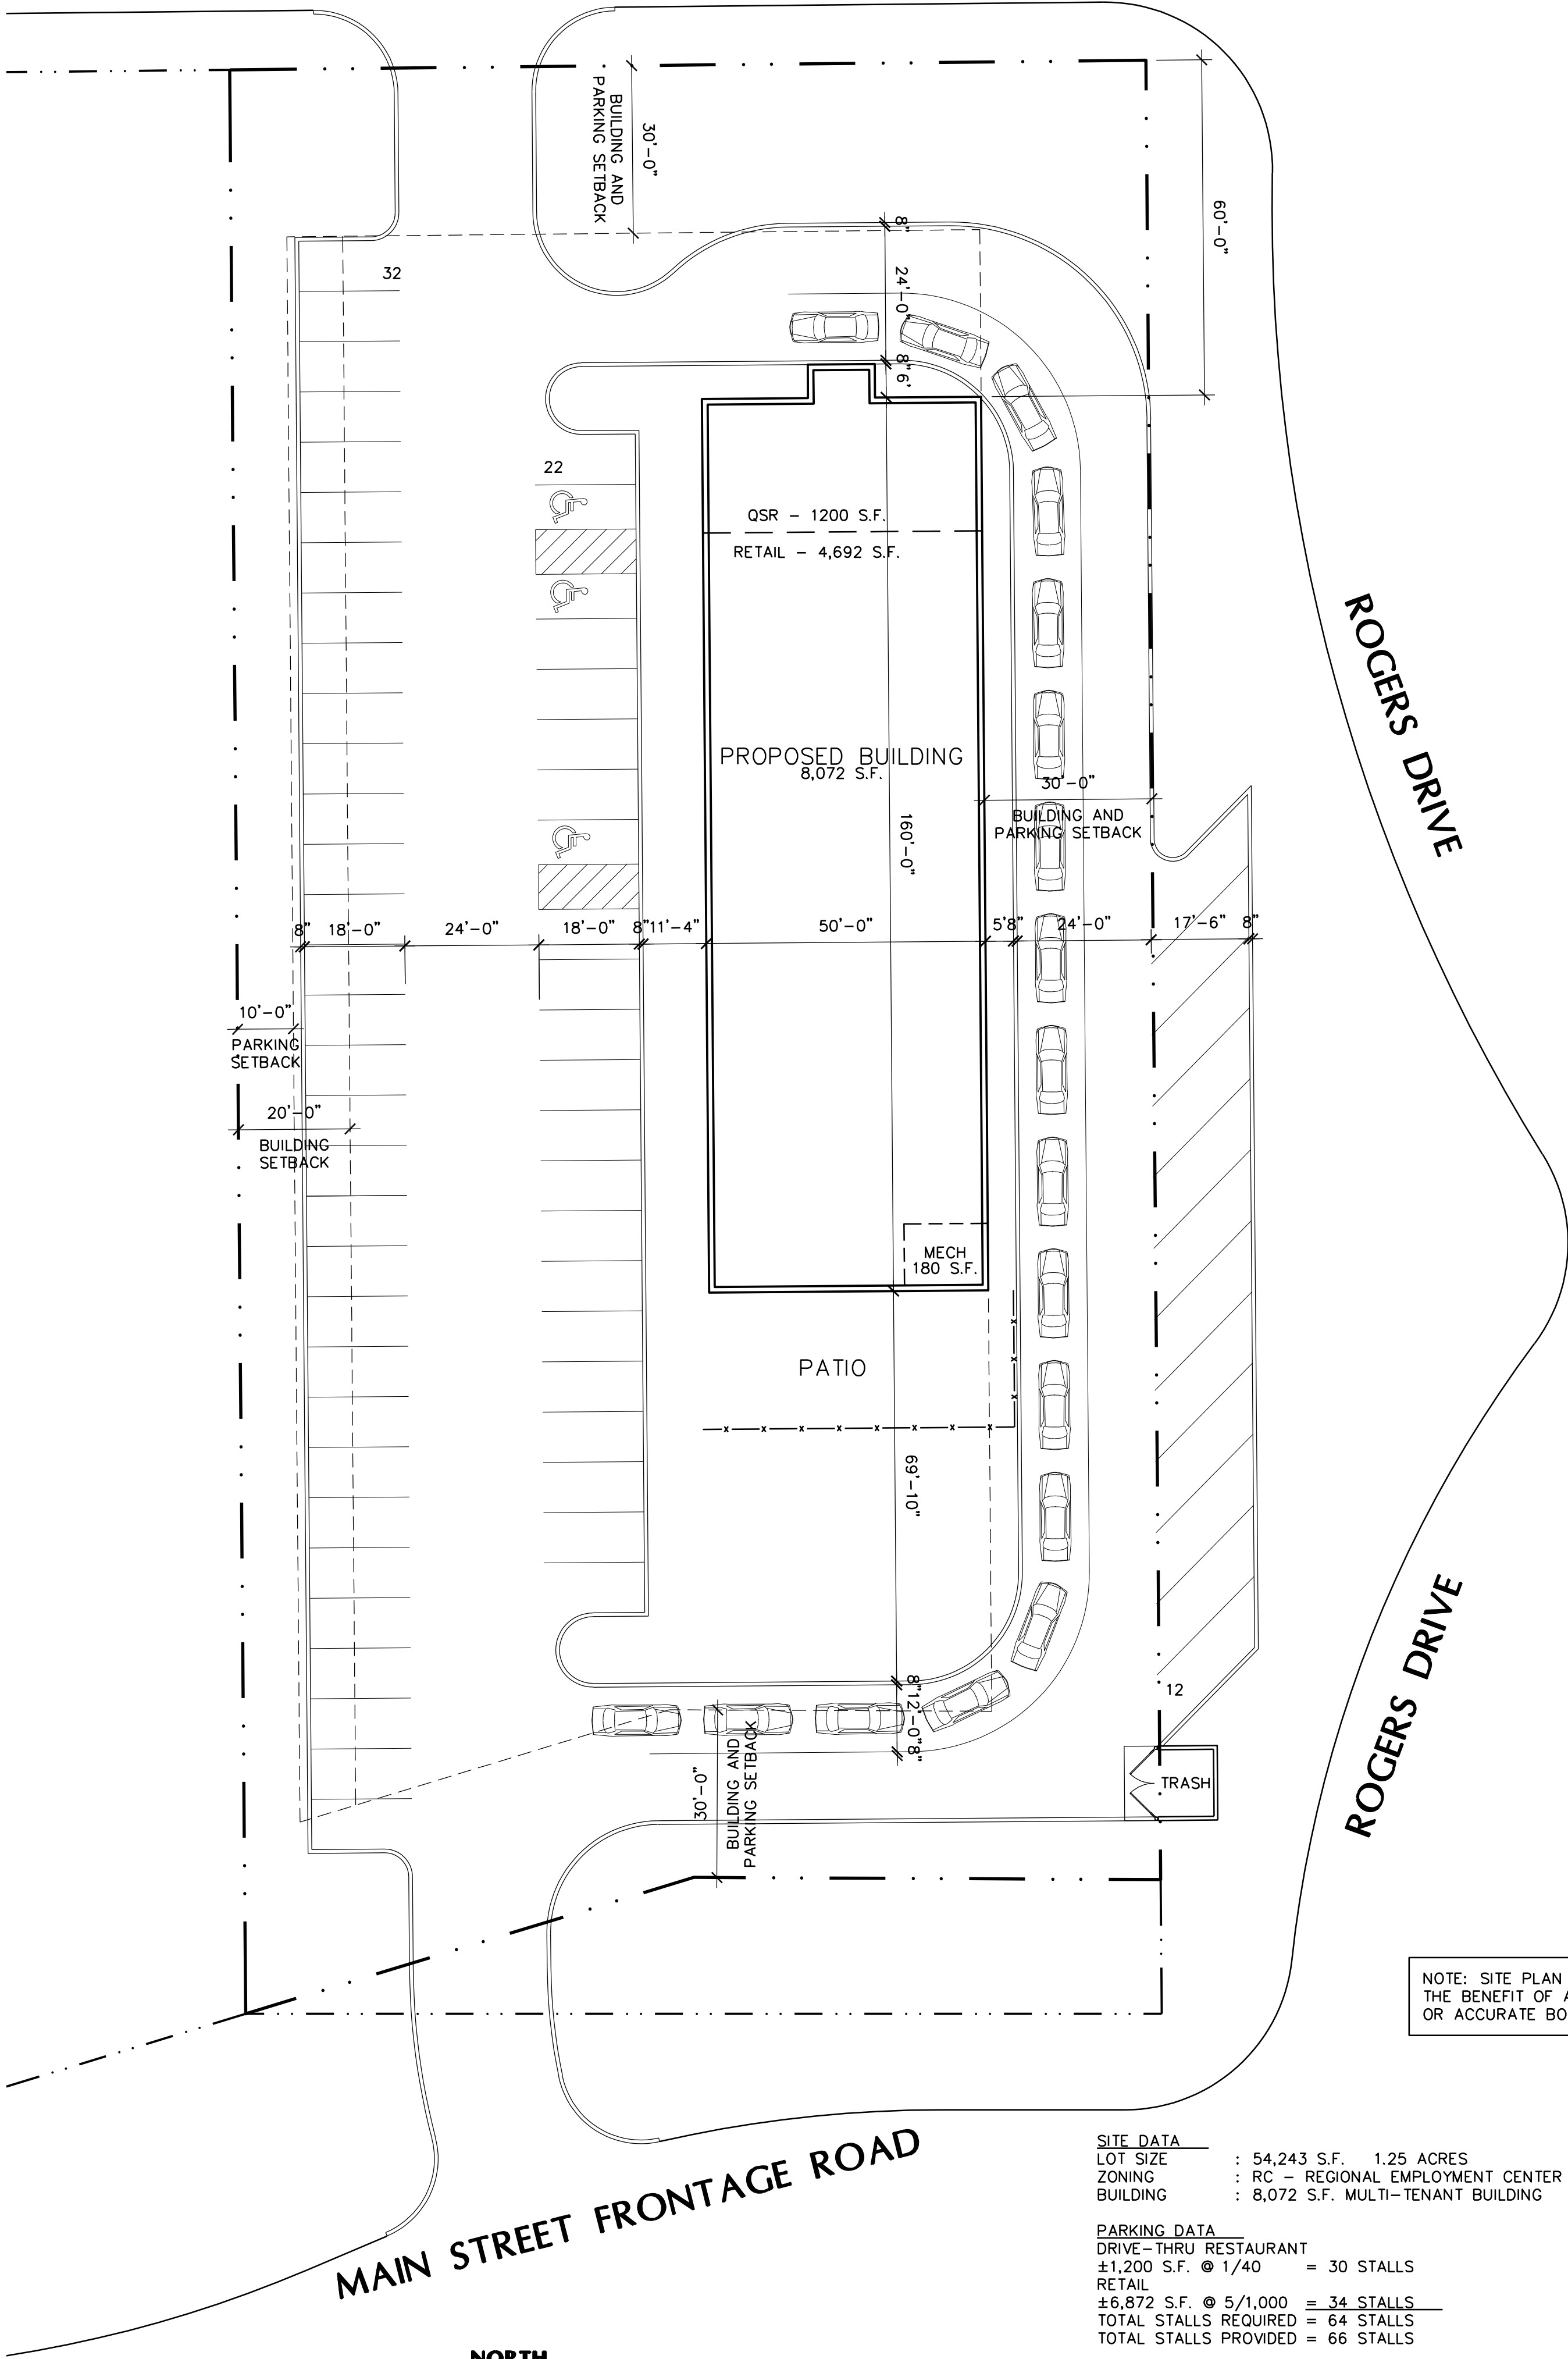 BUILDING AND
PARKING SETBACK
30'-0"
60'-0"
8"
24'-0"
8"
6'
32
22
QSR - 1200 S.F.
RETAIL - 4,692 S.F.
PROPOSED BUILDING
8,072 S.F.
160'-0"
30'-0"
BUILDING AND
PARKING SETBACK
ROGERS DRIVE
8"
18'-0"
24'-0"
18'-0"
8"
11'-4"
50'-0"
5'
8"
24'-0"
17'-6"
8"
10'-0"
PARKING
SETBACK
20'-0"
BUILDING
SETBACK
MECH
180 S.F.
PATIO
69'-10"
8"
12'-0"
8"
12
30'-0"
BUILDING AND
PARKING SETBACK
TRASH
ROGERS DRIVE
NOTE: SITE PLAN
THE BENEFIT OF
OR ACCURATE
MAIN STREET FRONTAGE ROAD
SITE DATA
LOT SIZE : 54,243 S.F. 1.25 ACRES
ZONING : RC - REGIONAL EMPLOYMENT CENTER
BUILDING : 8,072 S.F. MULTI-TENANT BUILDING
PARKING DATA
DRIVE-THRU RESTAURANT
±1,200 S.F. @ 1/40 = 30 STALLS
RETAIL
±6,872 S.F. @ 5/1,000 = 34 STALLS
TOTAL STALLS REQUIRED = 64 STALLS
TOTAL STALLS PROVIDED = 66 STALLS
NORTH